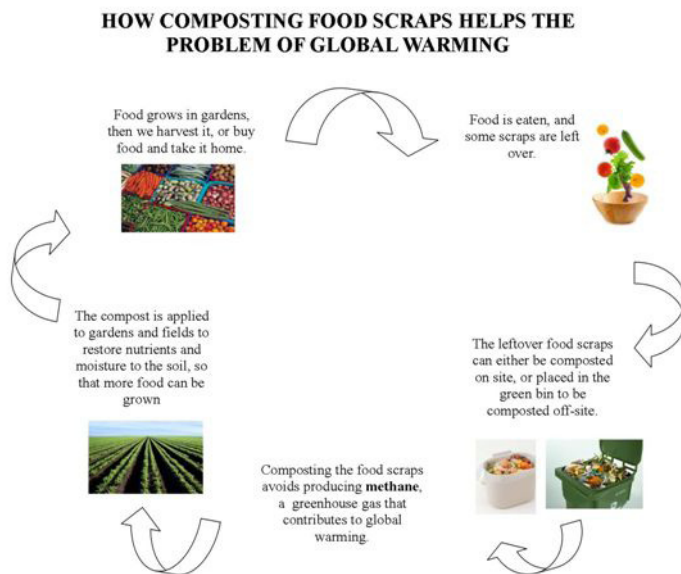 HOW COMPOSTING FOOD SCRAPS HELPS THE
PROBLEM OF GLOBAL WARMING
Food grows in gardens,
then we harvest it, or buy
food and take it home.
Food is eaten, and
some scraps are left
over.
The leftover food scraps
can either be composted
on site, or placed in the
green bin to be
composted off-site.
Composting the food scraps
avoids producing methane,
a greenhouse gas that
contributes to global
warming.
The compost is applied
to gardens and fields to
restore nutrients and
moisture to the soil, so
that more food can be
grown